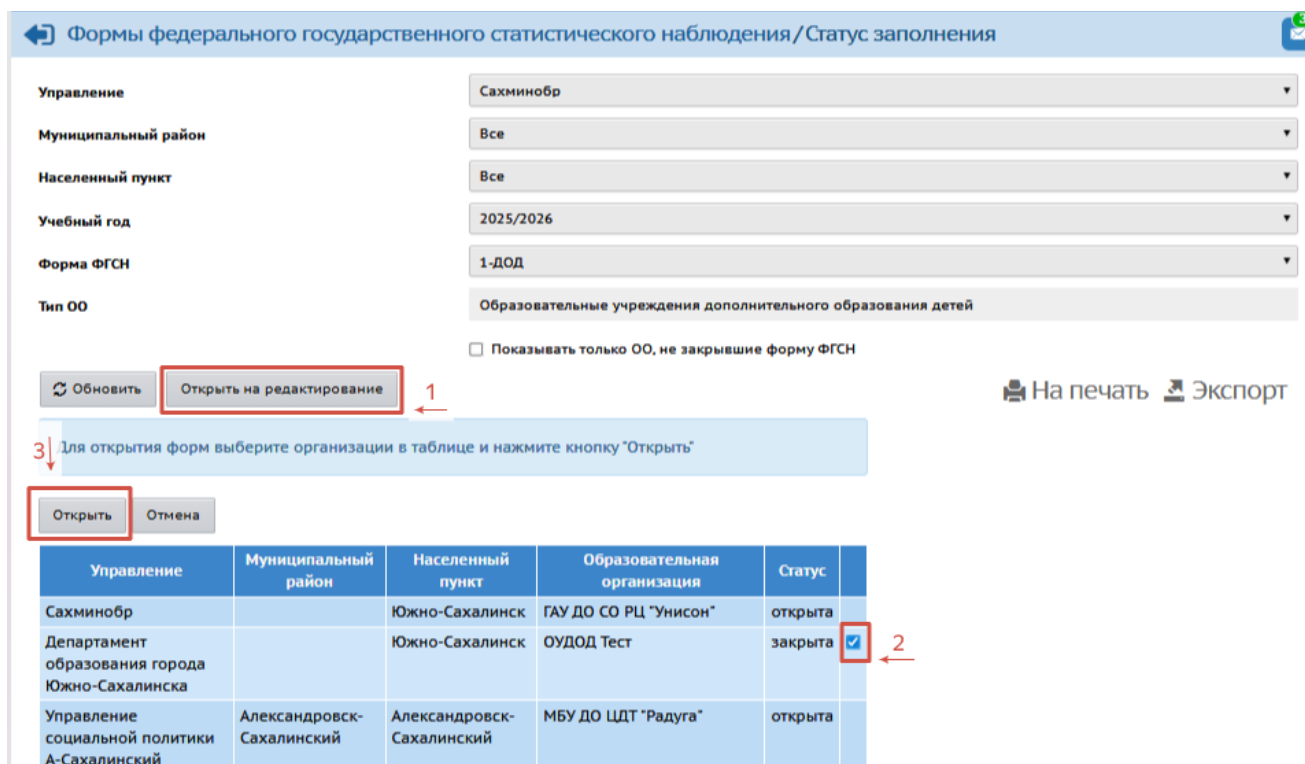 Формы федерального государственного статистического наблюдения/Статус заполнения
3
Управление
Сахминобр
Муниципальный район
Все
Населенный пункт
Все
Учебный год
2025/2026
Форма ФГСН
1-ДОД
Тип ОО
Образовательные учреждения дополнительного образования детей
Показывать только ОО, не закрывшие форму ФГСН
Обновить
Открыть на редактирование
1
На печать
Экспорт
3
Для открытия форм выберите организации в таблице и нажмите кнопку "Открыть"
Открыть
Отмена
Управление
Муниципальный
район
Населенный
пункт
Образовательная
организация
Статус
Сахминобр
Южно-Сахалинск
ГАУ ДО СО РЦ "Унисон"
открыта
Департамент
образования города
Южно-Сахалинска
Южно-Сахалинск
ОУДОД Тест
закрыта
2
Управление
социальной политики
А-Сахалинский
Александровск-
Сахалинский
Александровск-
Сахалинский
МБУ ДО ЦДТ "Радуга"
открыта